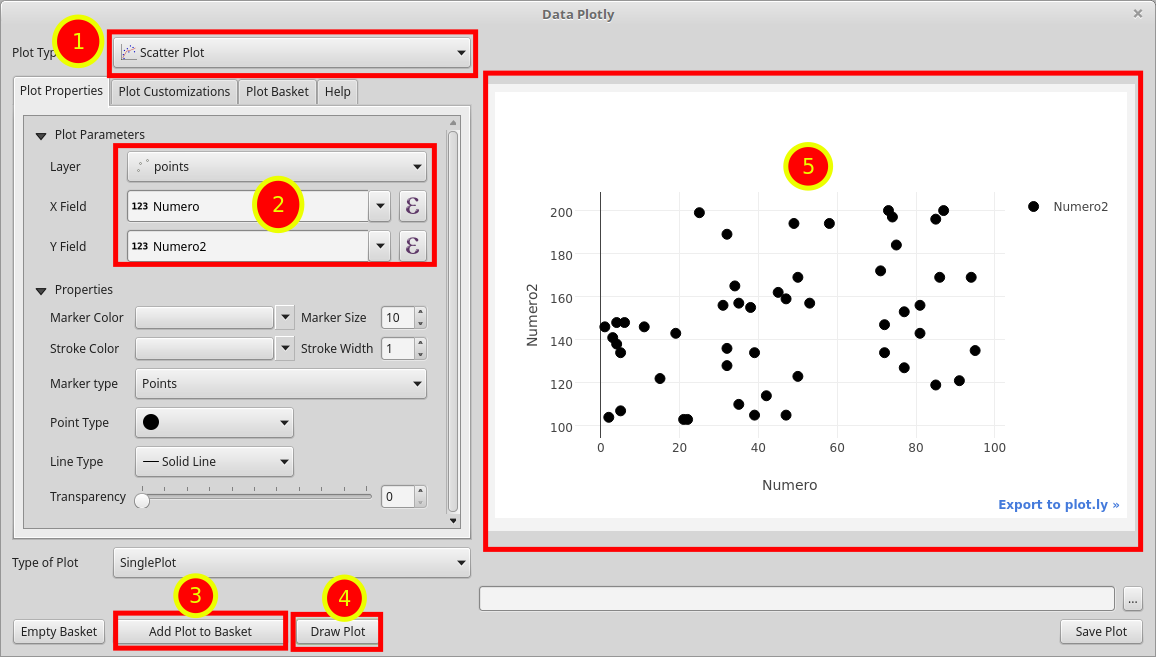 Data Plotly ×
Plot Typ 1 Scatter Plot
Plot Properties Plot Customizations Plot Basket Help
Plot Parameters
Layer points
X Field 123 Numero 2 ε
Y Field 123 Numero2 ε
Properties
Marker Color Marker Size 10
Stroke Color Stroke Width 1
Marker type Points
Point Type
Line Type Solid Line
Transparency 0
5
Numero2
200
180
160
140
120
100
0 20 40 60 80 100
Numero
Numero2
Export to plot.ly »
Type of Plot SinglePlot
3 4
...
Empty Basket Add Plot to Basket Draw Plot Save Plot